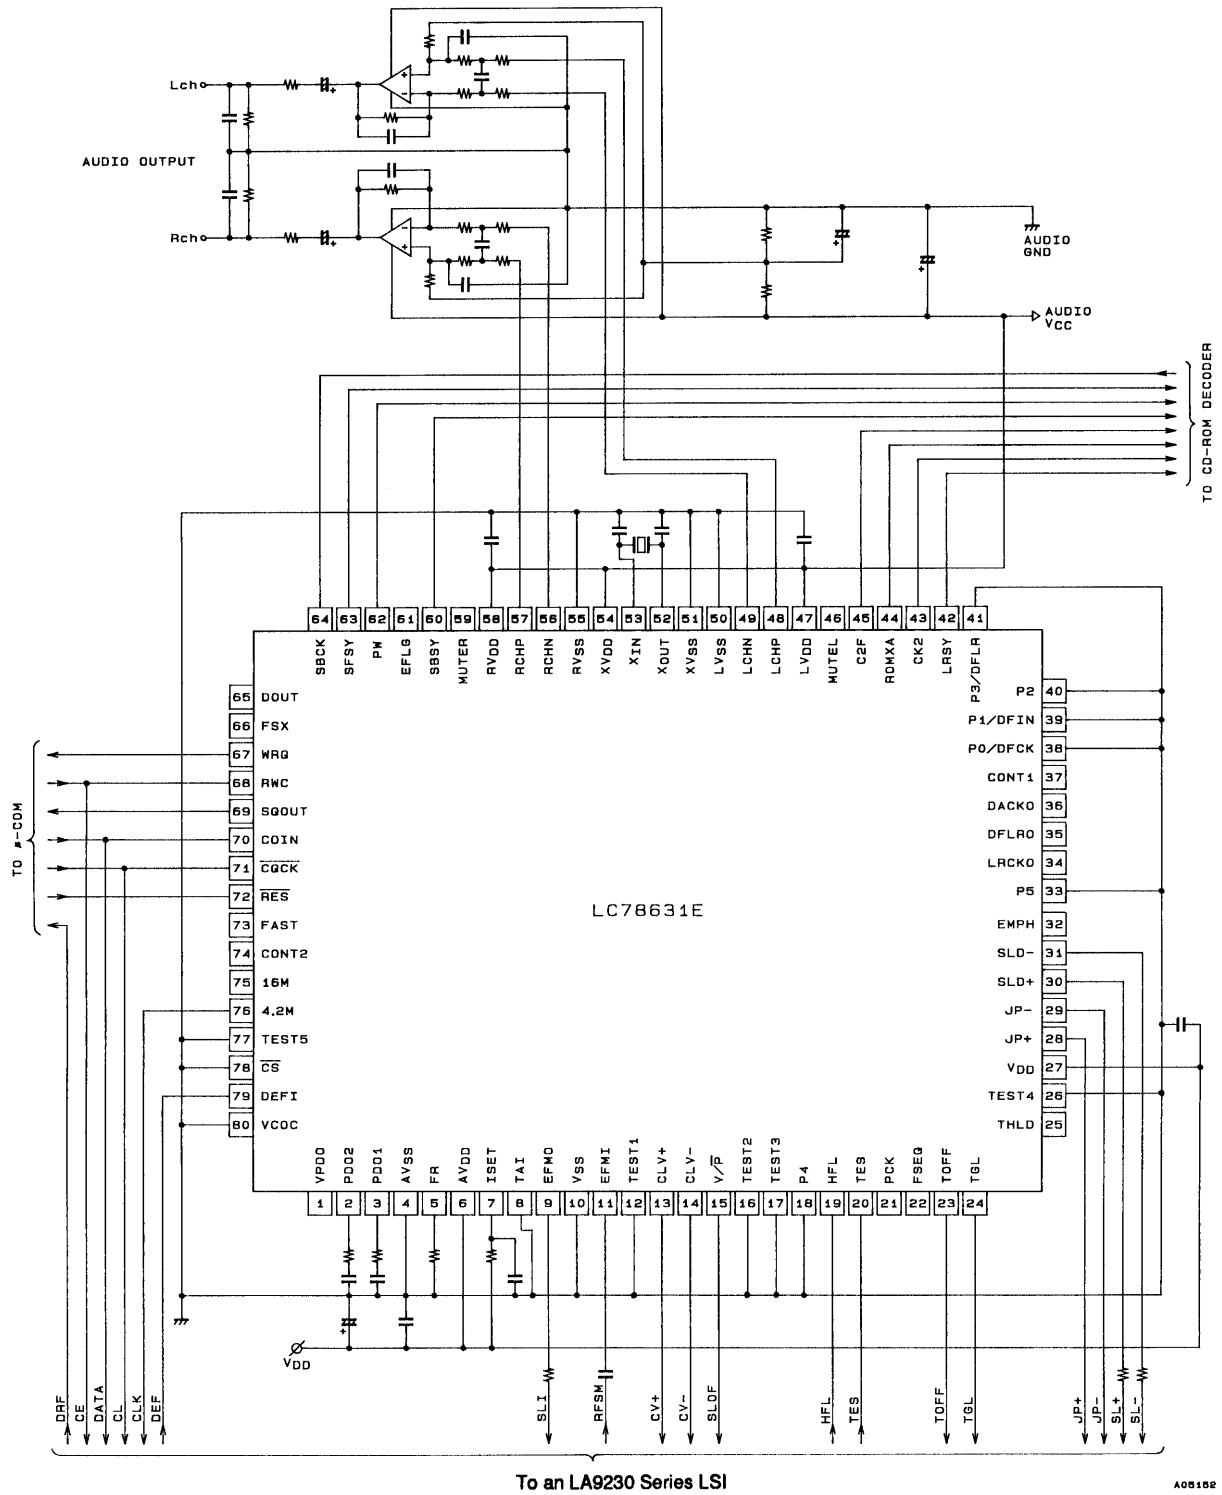 Lch
AUDIO OUTPUT
Rch
+
-
-
+
+
+
+
+
AUDIO
GND
AUDIO
VCC
TO CD-ROM DECODER
64 63 62 61 60 59 58 57 56 55 54 53 52 51 50 49 48 47 46 45 44 43 42 41
SBCK SFSY PW EFLG SBSY MUTER RVDD RCHP RCHN RVSS XVDD XIN XOUT XVSS LVSS LCHN LCHP LVDD MUTEL C2F ROMXA CK2 LRSY P3/DFLR
65 DOUT
66 FSX
67 WRQ
68 RWC
69 SQOUT
70 COIN
71 CQCK
72 RES
73 FAST
74 CONT2
75 16M
76 4.2M
77 TEST5
78 CS
79 DEFI
80 VCOC
TO μ-COM
LC78631E
P2 40
P1/DFIN 39
P0/DFCK 38
CONT1 37
DACKO 36
DFLRO 35
LRCKO 34
P5 33
EMPH 32
SLD- 31
SLD+ 30
JP- 29
JP+ 28
VDD 27
TEST4 26
THLD 25
VPDO PDO2 PDO1 AVSS FR AVDD ISET TAI EFMO VSS EFMI TEST1 CLV+ CLV- V/P TEST2 TEST3 P4 HFL TES PCK FSEQ TOFF TGL
1 2 3 4 5 6 7 8 9 10 11 12 13 14 15 16 17 18 19 20 21 22 23 24
+
VDD
DRF CE DATA CL CLK DEF SLI RFSM CV+ CV- SLOF HFL TES TOFF TGL JP+ JP- SL+ SL-
To an LA9230 Series LSI
A05152